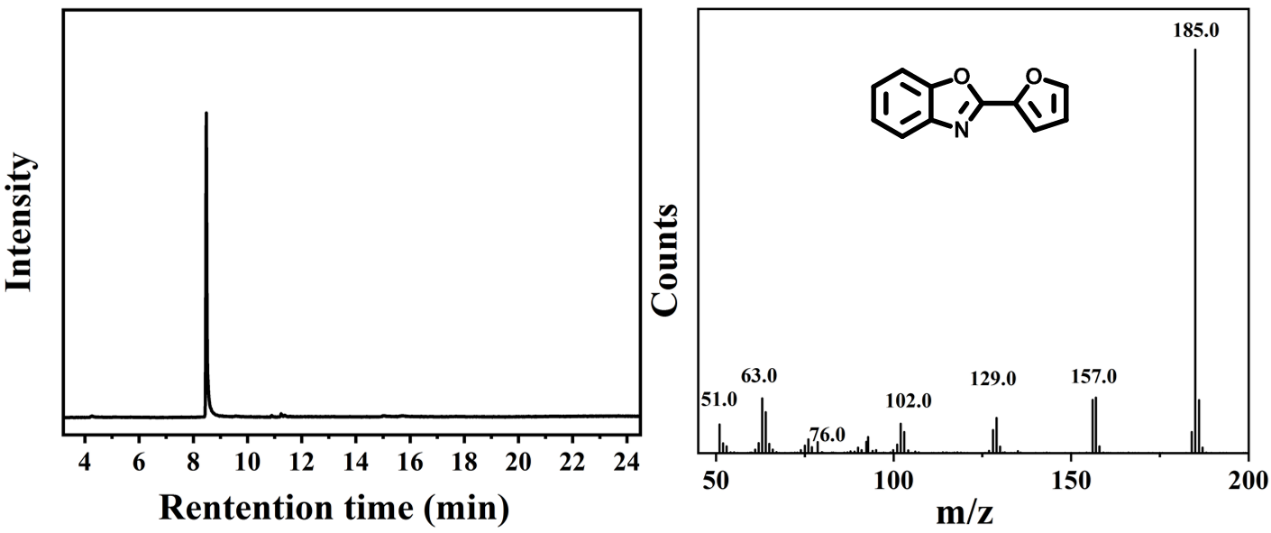 Intensity
4 6 8 10 12 14 16 18 20 22 24
Rentention time (min)
Counts
185.0
O
O
N
63.0
51.0
76.0
102.0
129.0
157.0
50 100 150 200
m/z